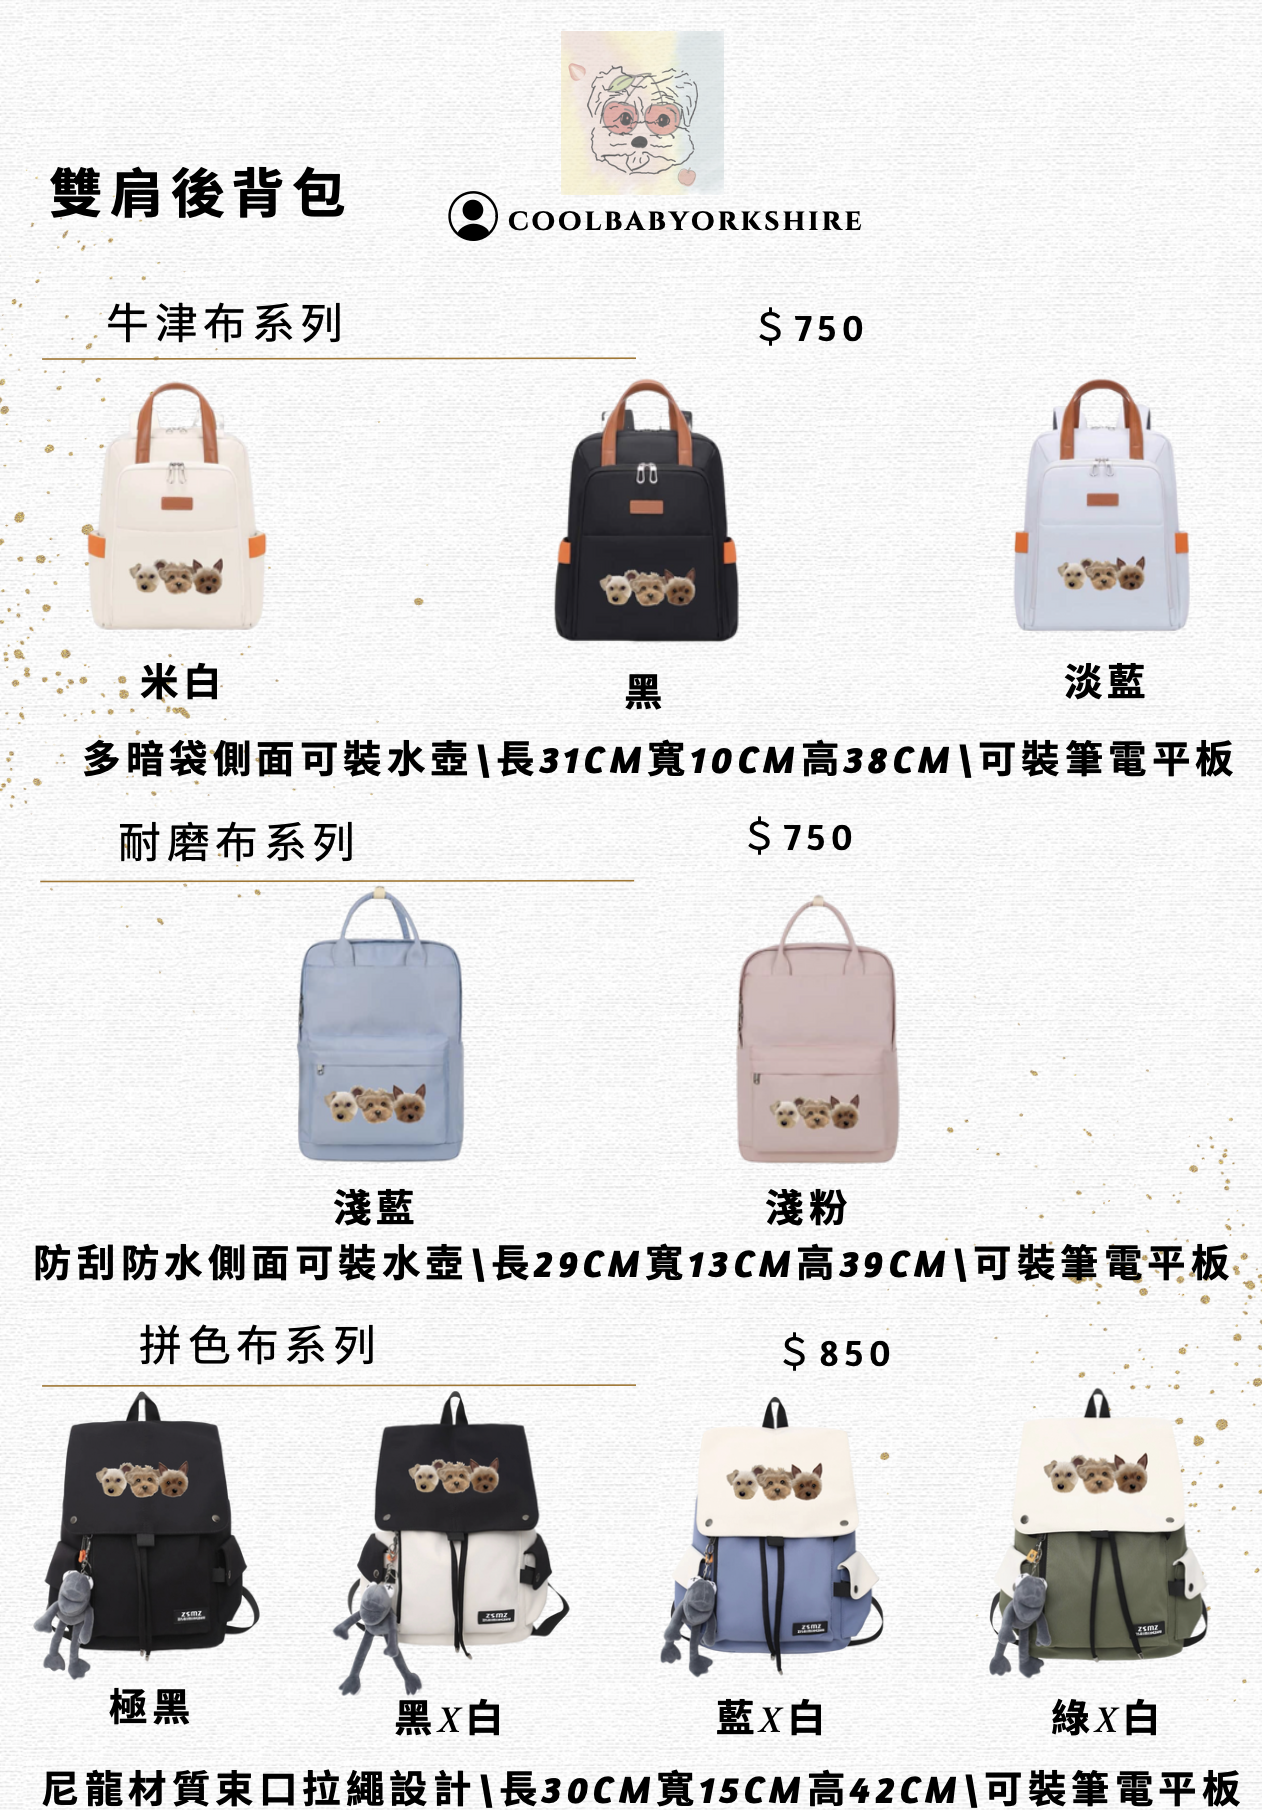 雙肩後背包
COOLBABYORKSHIRE
牛津布系列
$750
米白
黑
淡藍
多暗袋側面可裝水壺\長31CM寬10CM高38CM\可裝筆電平板
耐磨布系列
$750
淺藍
淺粉
防刮防水側面可裝水壺\長29CM寬13CM高39CM\可裝筆電平板
拼色布系列
$850
ZSMZ
ZSMZ
ZSMZ
ZSMZ
極黑
黑X白
藍X白
綠X白
尼龍材質束口拉繩設計\長30CM寬15CM高42CM\可裝筆電平板